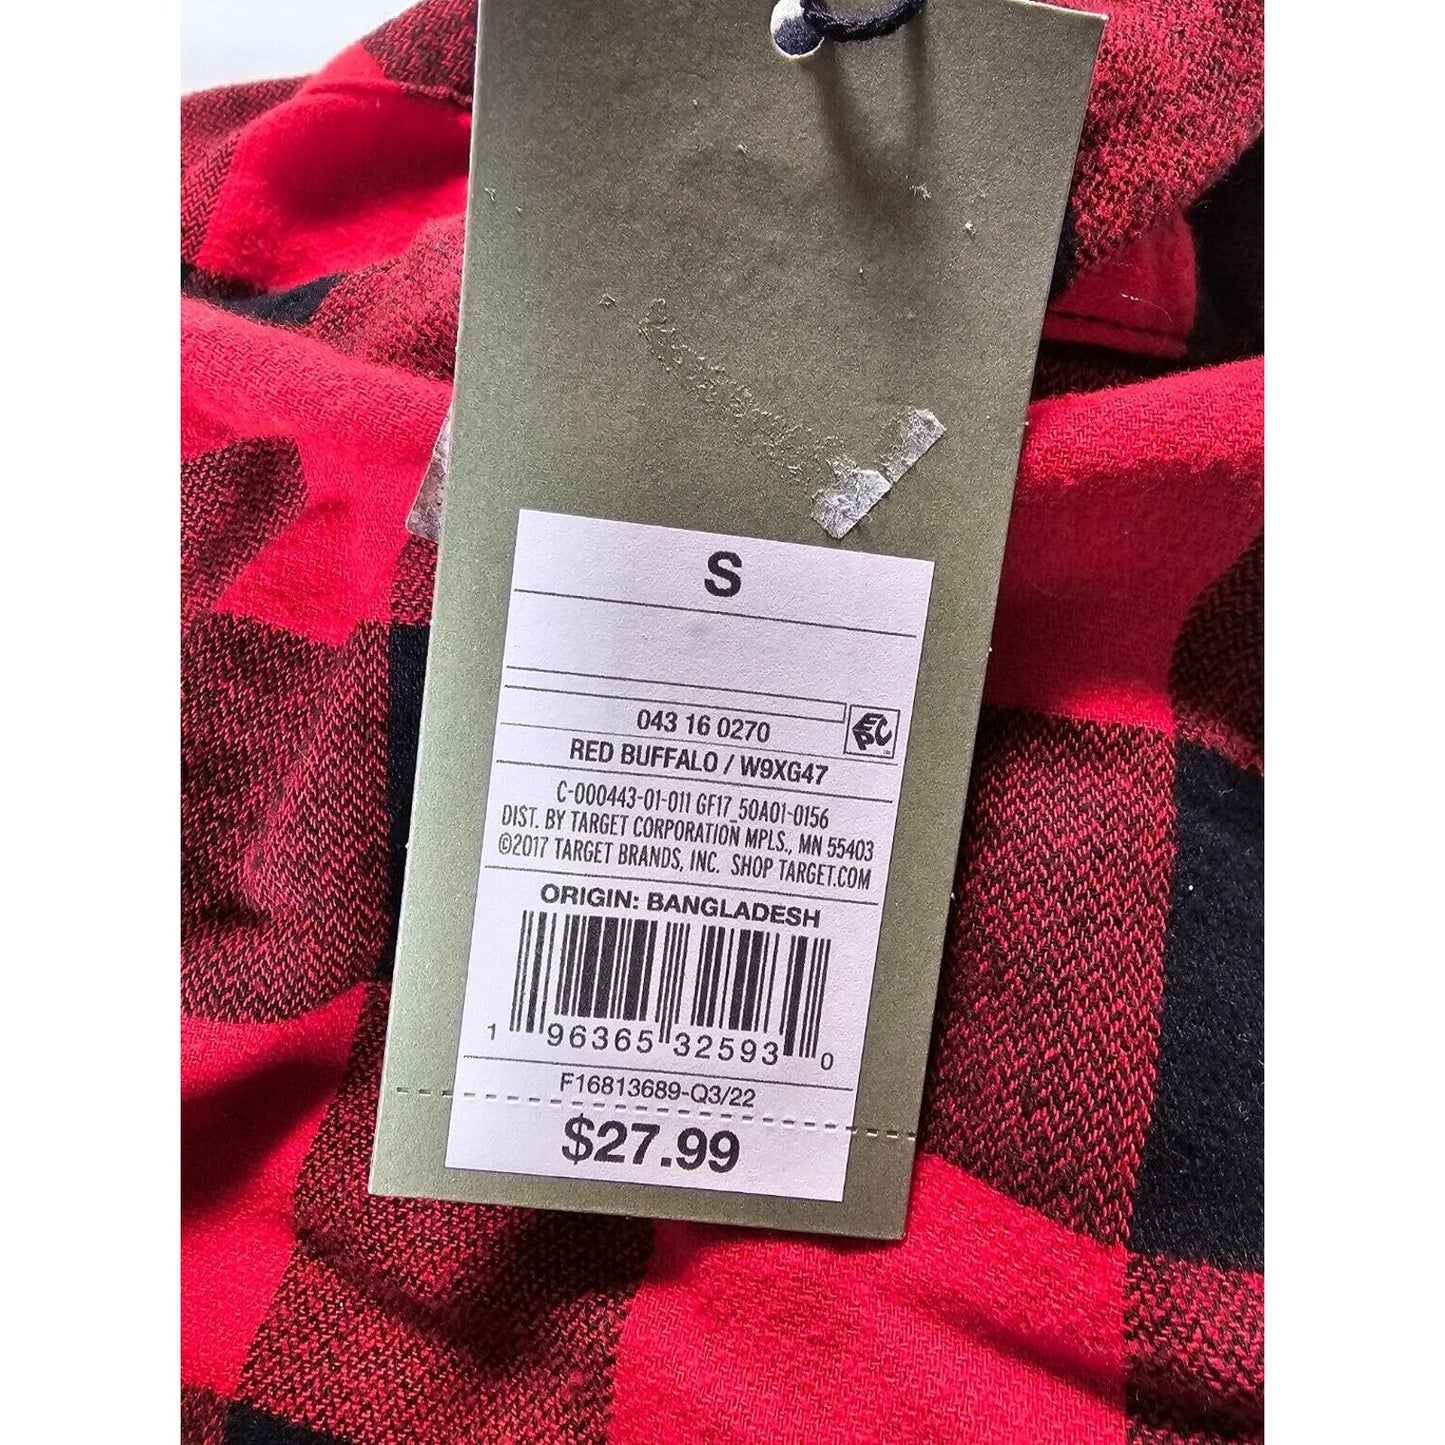 S
043 16 0270
EPC
RED BUFFALO / W9XG47
C-000443-01-011 GF17_50A01-0156
DIST. BY TARGET CORPORATION MPLS., MN 55403
©2017 TARGET BRANDS, INC. SHOP TARGET.COM
ORIGIN: BANGLADESH
1 96365 32593 0
F16813689-Q3/22
$27.99